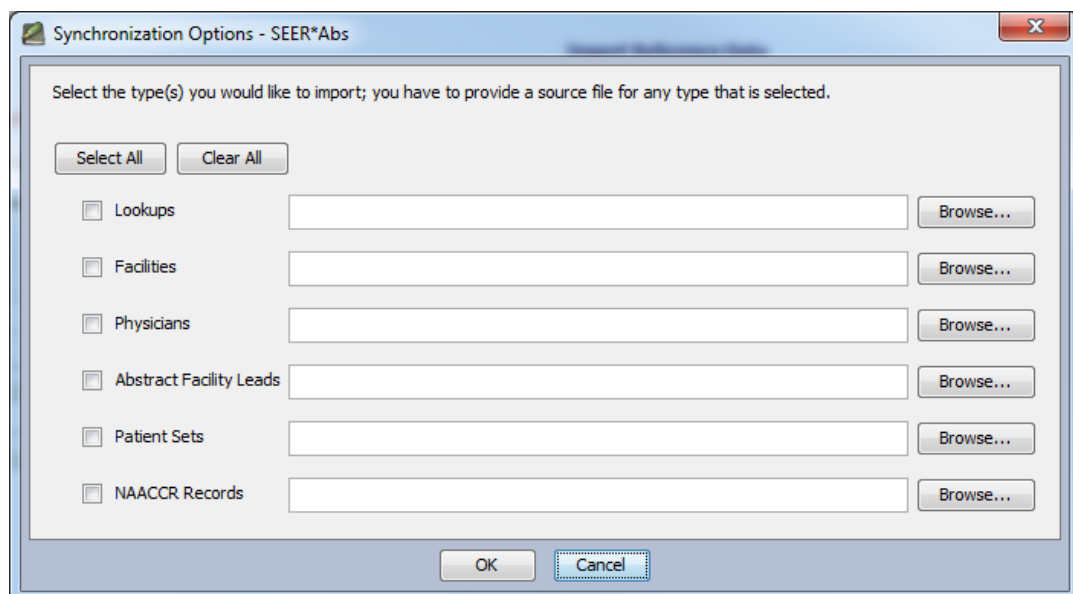 Synchronization Options - SEER*Abs
Select the type(s) you would like to import; you have to provide a source file for any type that is selected.
Select All Clear All
Lookups Browse...
Facilities Browse...
Physicians Browse...
Abstract Facility Leads Browse...
Patient Sets Browse...
NAACCR Records Browse...
OK Cancel